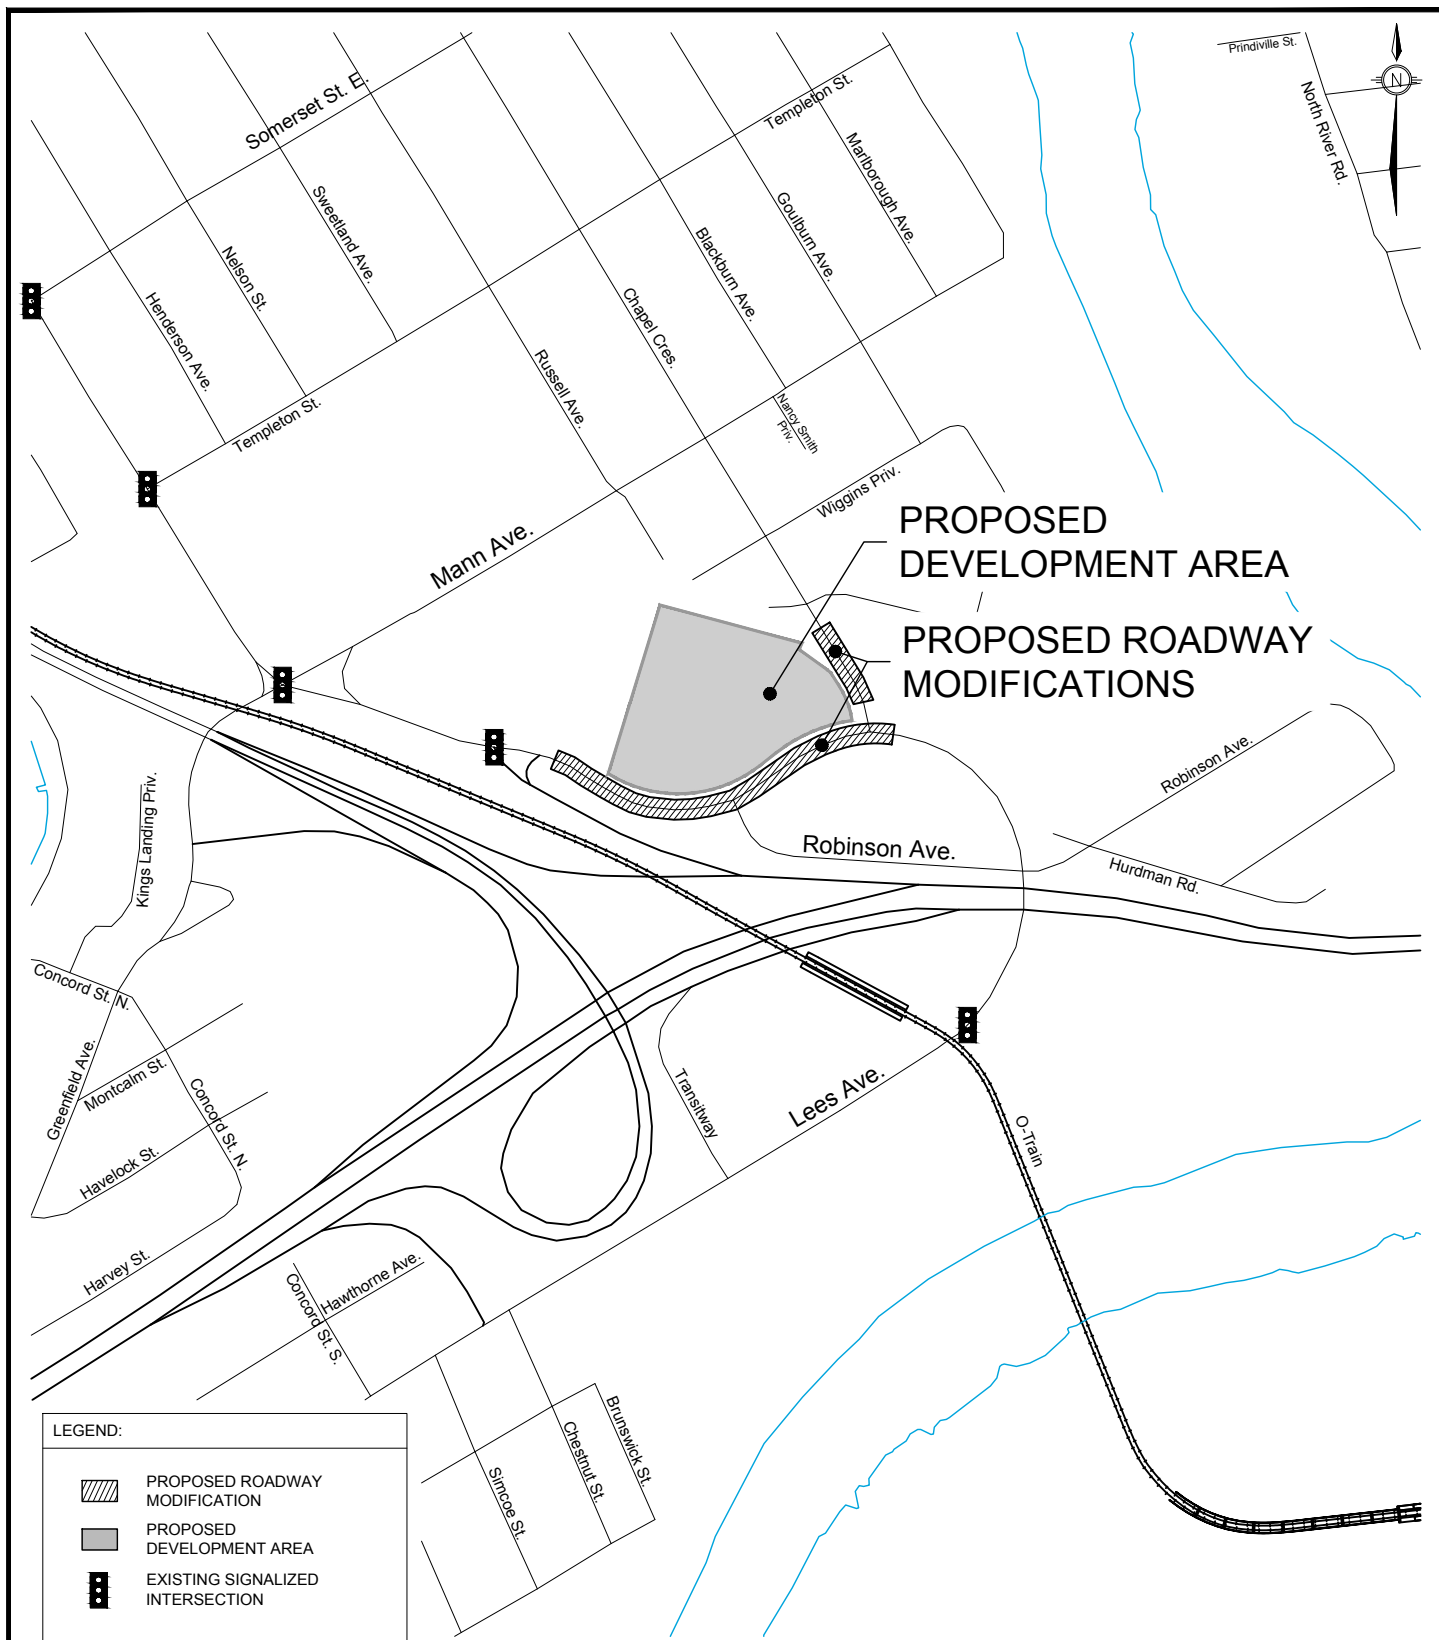 Prindiville St.
N
North River Rd.
Somerset St. E.
Templeton St.
Marlborough Ave.
Goulburn Ave.
Sweetland Ave.
Blackburn Ave.
Nelson St.
Henderson Ave.
Chapel Cres.
Russell Ave.
Templeton St.
Nancy Smith
Priv.
Wiggins Priv.
Mann Ave.
PROPOSED
DEVELOPMENT AREA
PROPOSED ROADWAY
MODIFICATIONS
Robinson Ave.
Kings Landing Priv.
Robinson Ave.
Hurdman Rd.
Concord St. N.
Greenfield Ave.
Montcalm St.
Concord St. N.
Havelock St.
Transitway
Lees Ave.
O-Train
Harvey St.
Hawthorne Ave.
Concord St. S.
Brunswick St.
Chestnut St.
Simcoe St.
LEGEND:
PROPOSED ROADWAY
MODIFICATION
PROPOSED
DEVELOPMENT AREA
EXISTING SIGNALIZED
INTERSECTION